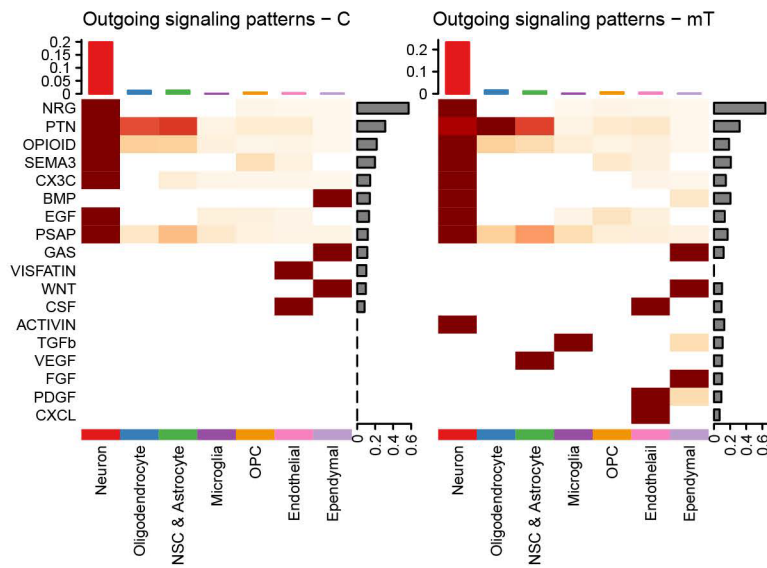 Outgoing signaling patterns – C
Outgoing signaling patterns – mT
0.2
0.15
0.1
0.05
0
0.2
0.1
0
NRG
PTN
OPIOID
SEMA3
CX3C
BMP
EGF
PSAP
GAS
VISFATIN
WNT
CSF
ACTIVIN
TGFb
VEGF
FGF
PDGF
CXCL
Neuron
Oligodendrocyte
NSC & Astrocyte
Microglia
OPC
Endothelial
Ependymal
0
0.2
0.4
0.6
Neuron
Oligodendrocyte
NSC & Astrocyte
Microglia
OPC
Endothelail
Ependymal
0
0.2
0.4
0.6